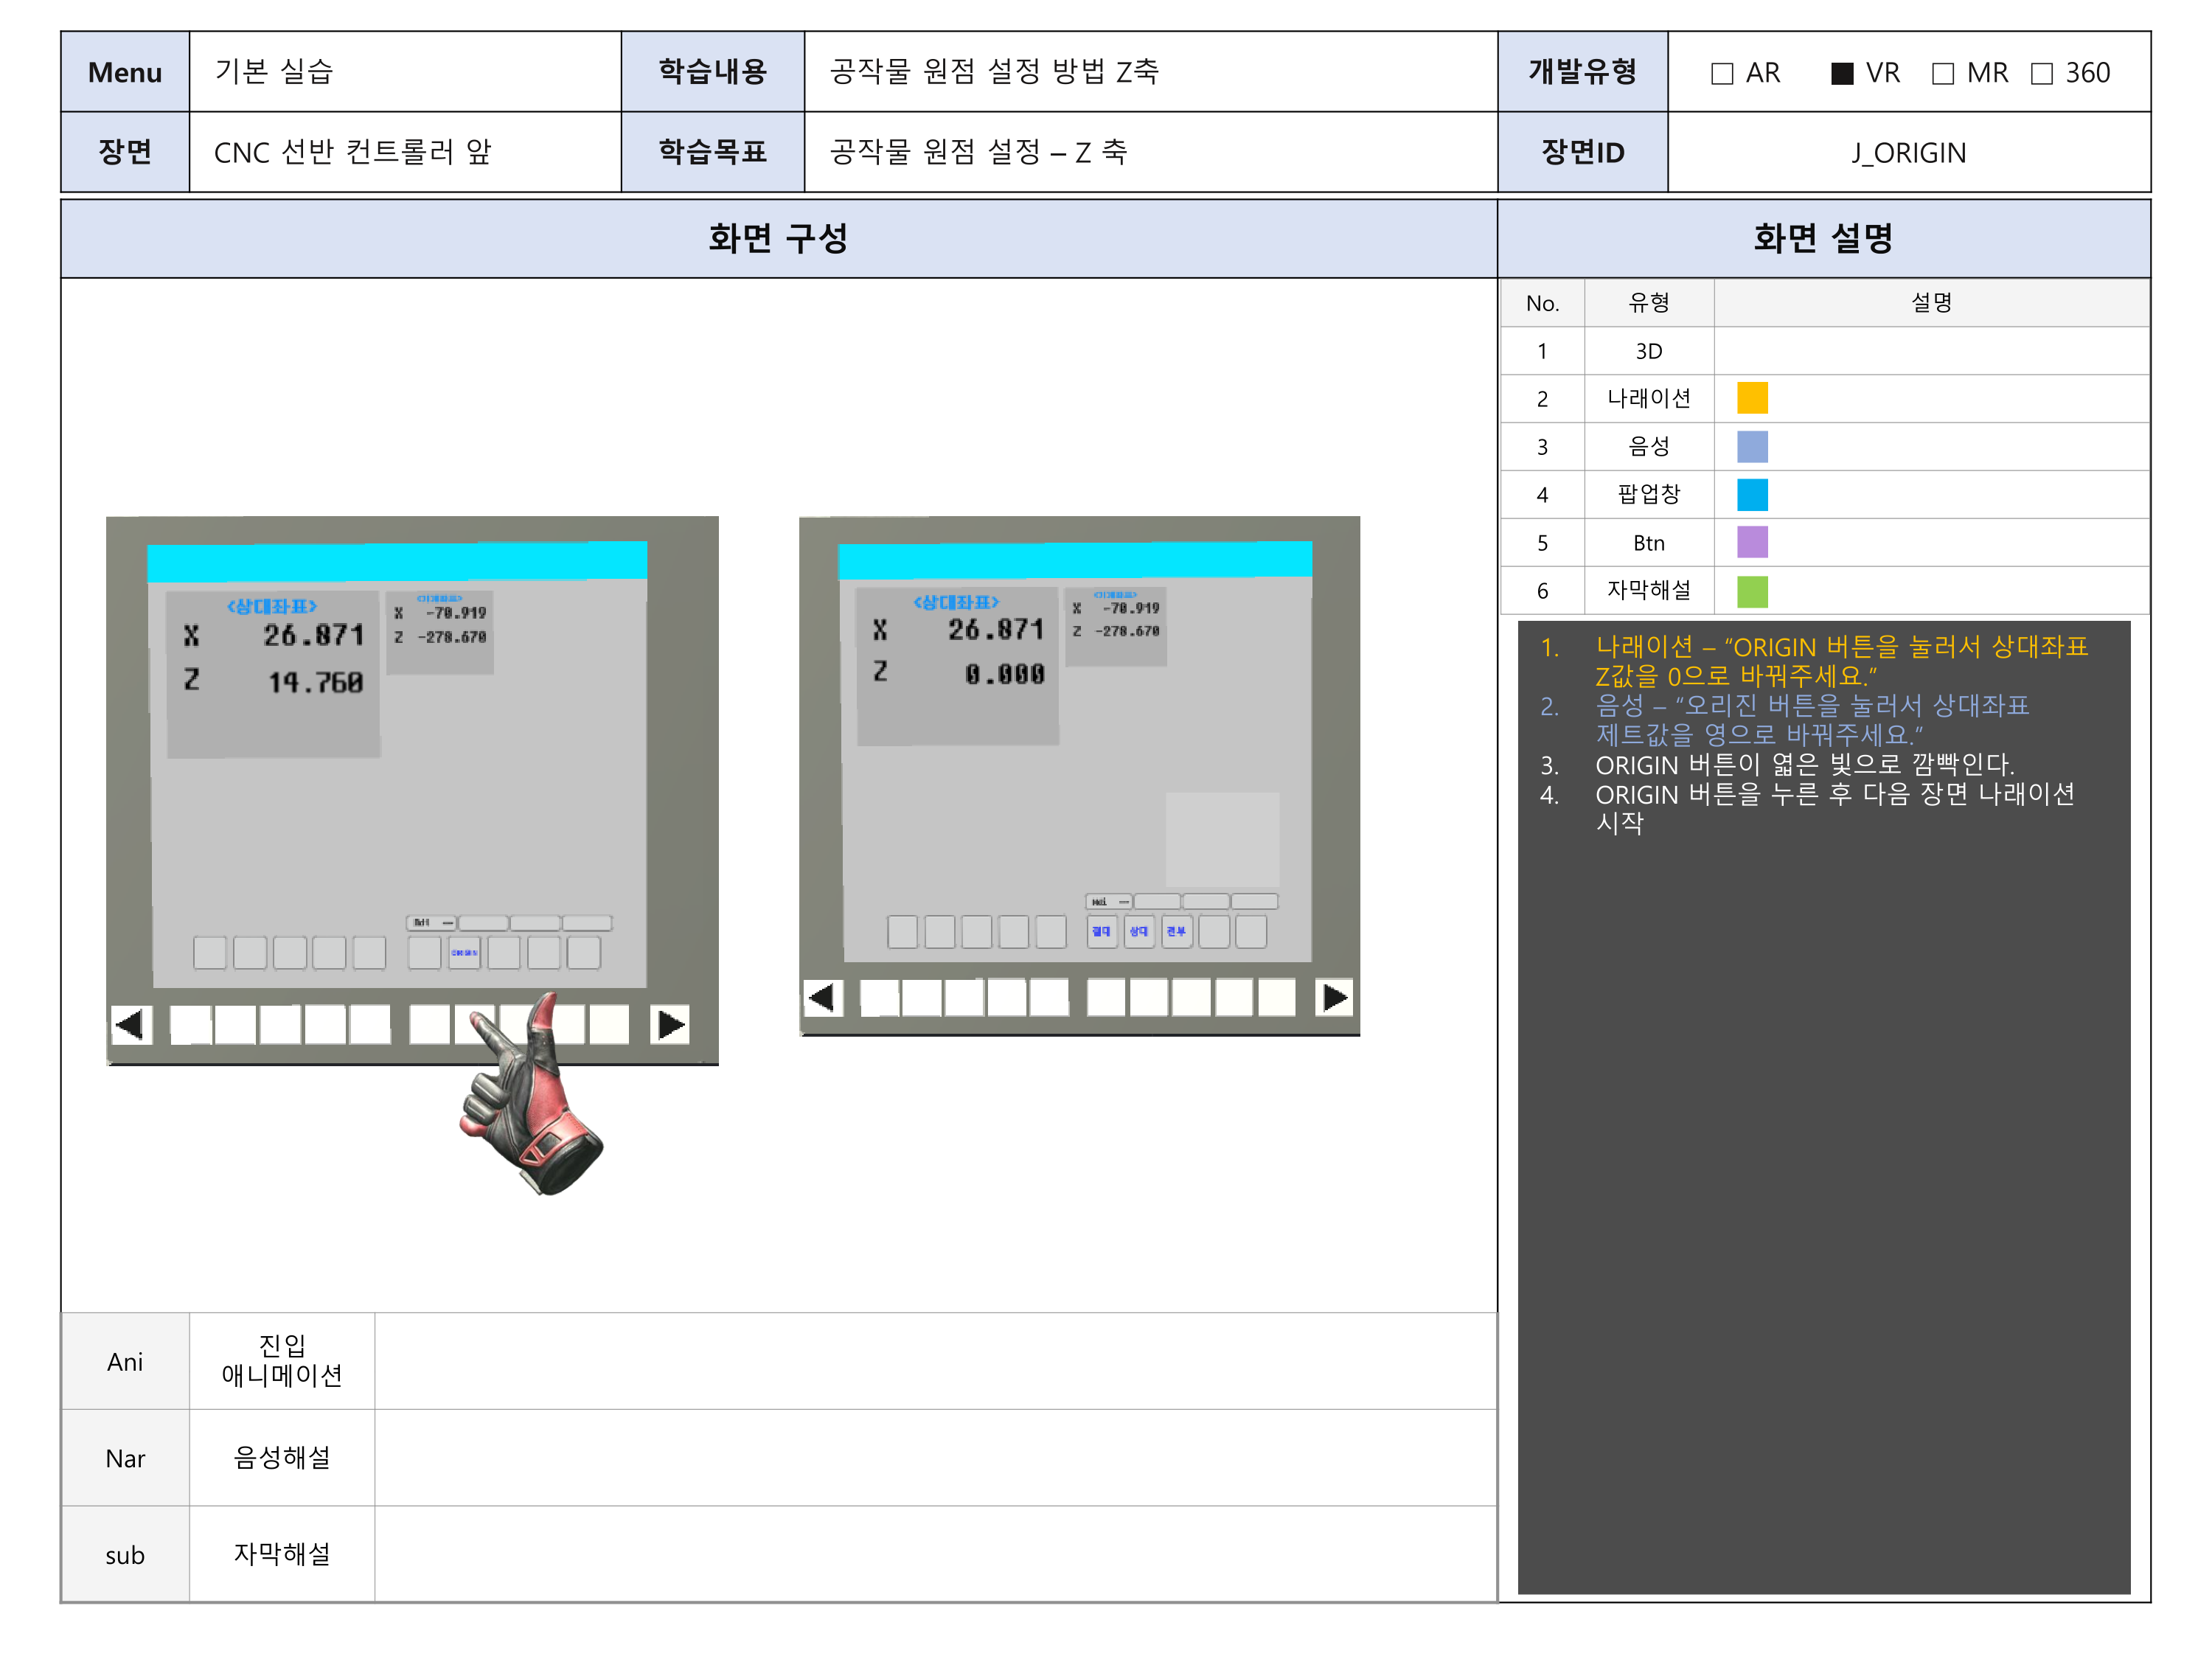 Menu 기본 실습 학습내용 공작물 원점 설정 방법 Z축 개발유형 □ AR ■ VR □ MR □ 360
장면 CNC 선반 컨트롤러 앞 학습목표 공작물 원점 설정 – Z 축 장면ID J_ORIGIN
화면 구성 화면 설명
No. 유형 설명
1 3D
2 나래이션
3 음성
4 팝업창
5 Btn
6 자막해설
<상대좌표>
X 26.871
Z 14.760
<기계좌표>
X -70.919
Z -278.670
<상대좌표>
X 26.871
Z 0.000
<기계좌표>
X -70.919
Z -278.670
절대 상대 전부
1. 나래이션 – “ORIGIN 버튼을 눌러서 상대좌표
Z값을 0으로 바꿔주세요.”
2. 음성 – “오리진 버튼을 눌러서 상대좌표
제트값을 영으로 바꿔주세요.”
3. ORIGIN 버튼이 엷은 빛으로 깜빡인다.
4. ORIGIN 버튼을 누른 후 다음 장면 나래이션
시작
Ani 진입
애니메이션
Nar 음성해설
sub 자막해설